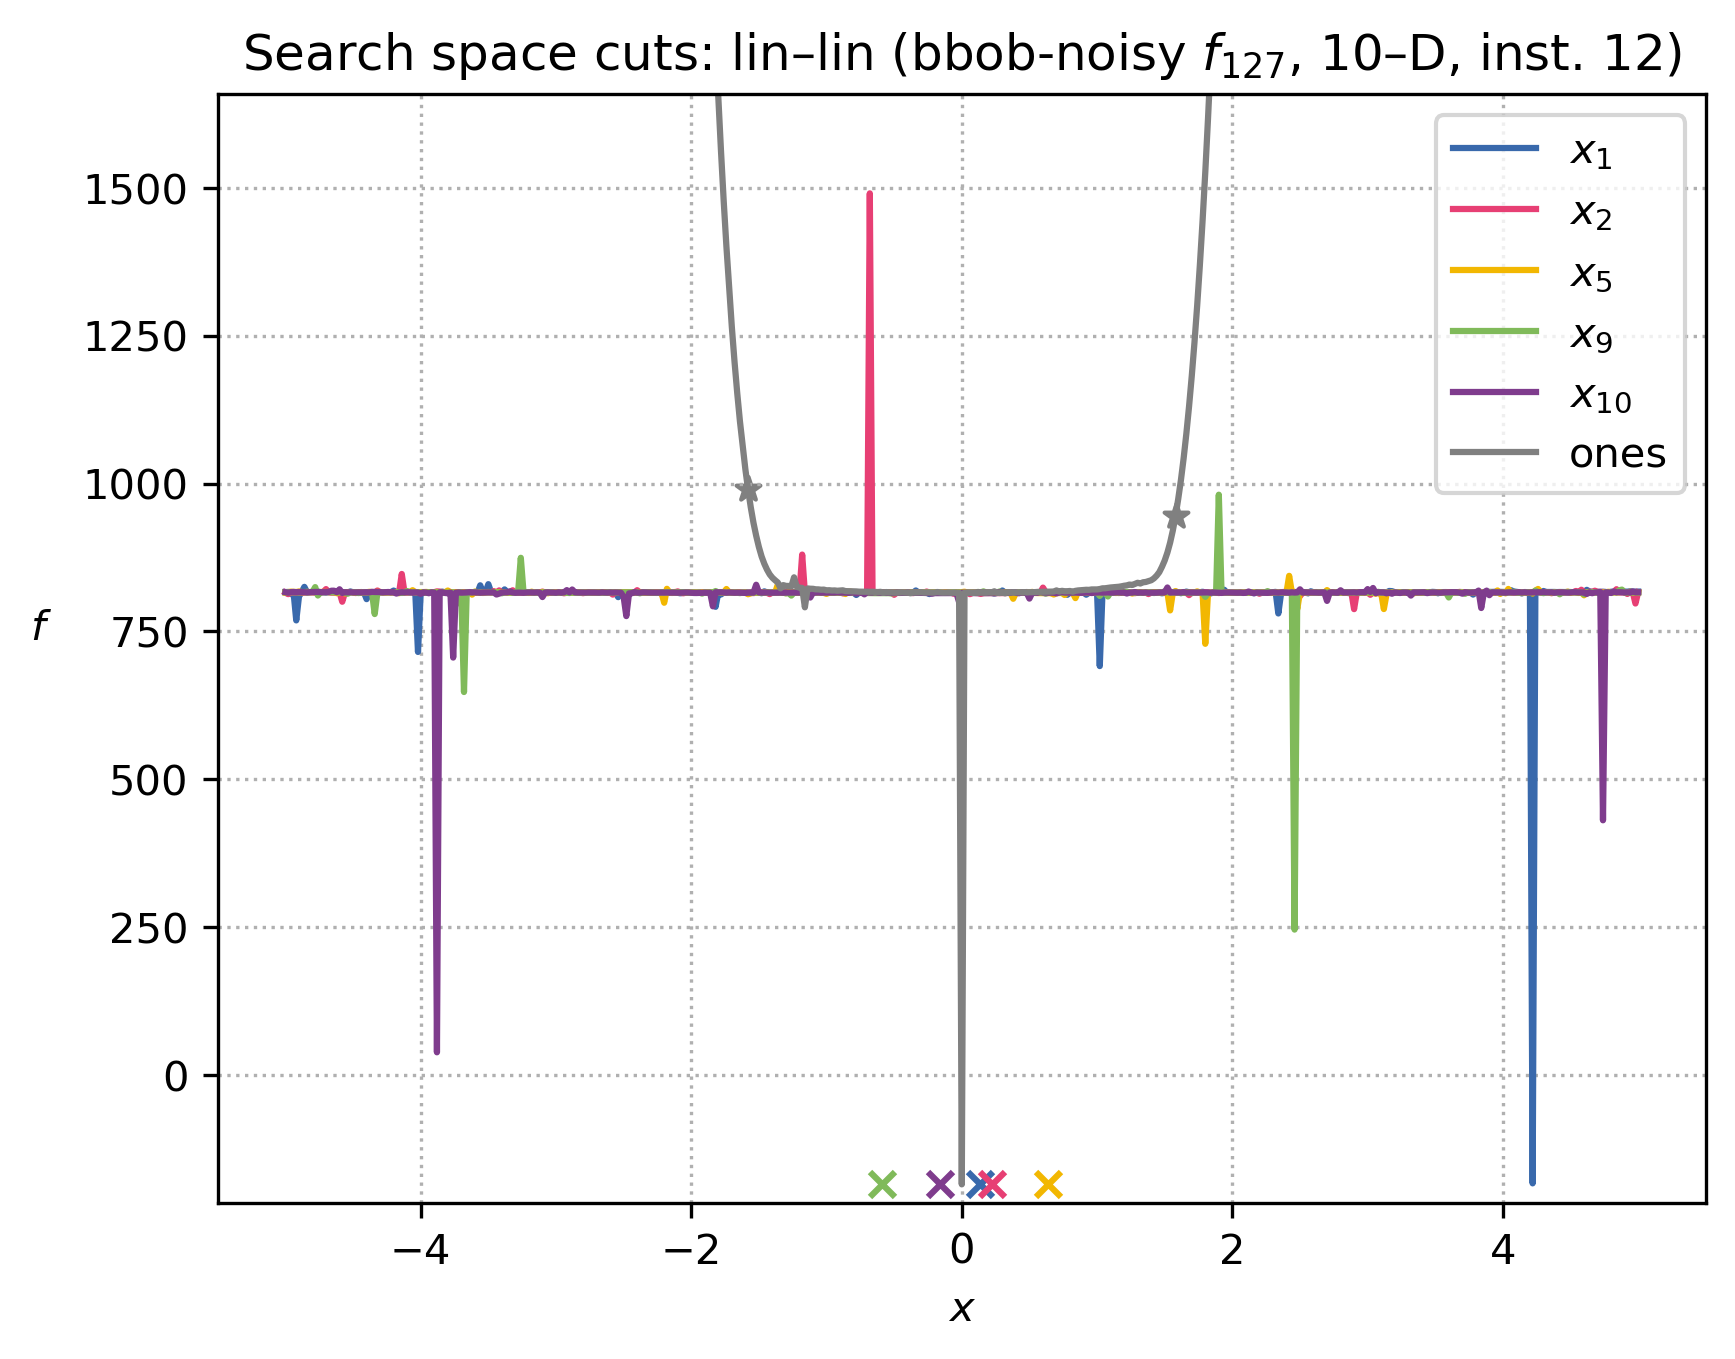 Search space cuts: lin–lin (bbob-noisy f127, 10–D, inst. 12)
x1
x2
x5
x9
x10
ones
1500
1250
1000
750
500
250
0
f
−4
−2
0
2
4
x